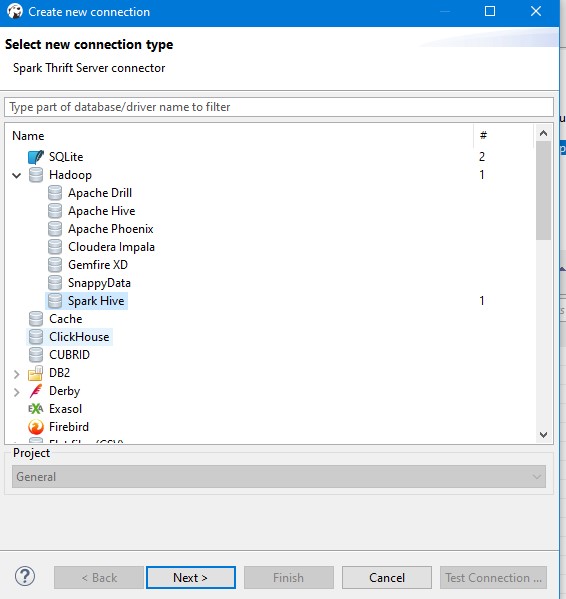 Create new connection
Select new connection type
Spark Thrift Server connector
Type part of database/driver name to filter
Name #
SQLite 2
Hadoop 1
Apache Drill
Apache Hive
Apache Phoenix
Cloudera Impala
Gemfire XD
SnappyData
Spark Hive 1
Cache
ClickHouse
CUBRID
DB2
Derby
EXA Exasol
Firebird
Project
General
? < Back Next > Finish Cancel Test Connection ...